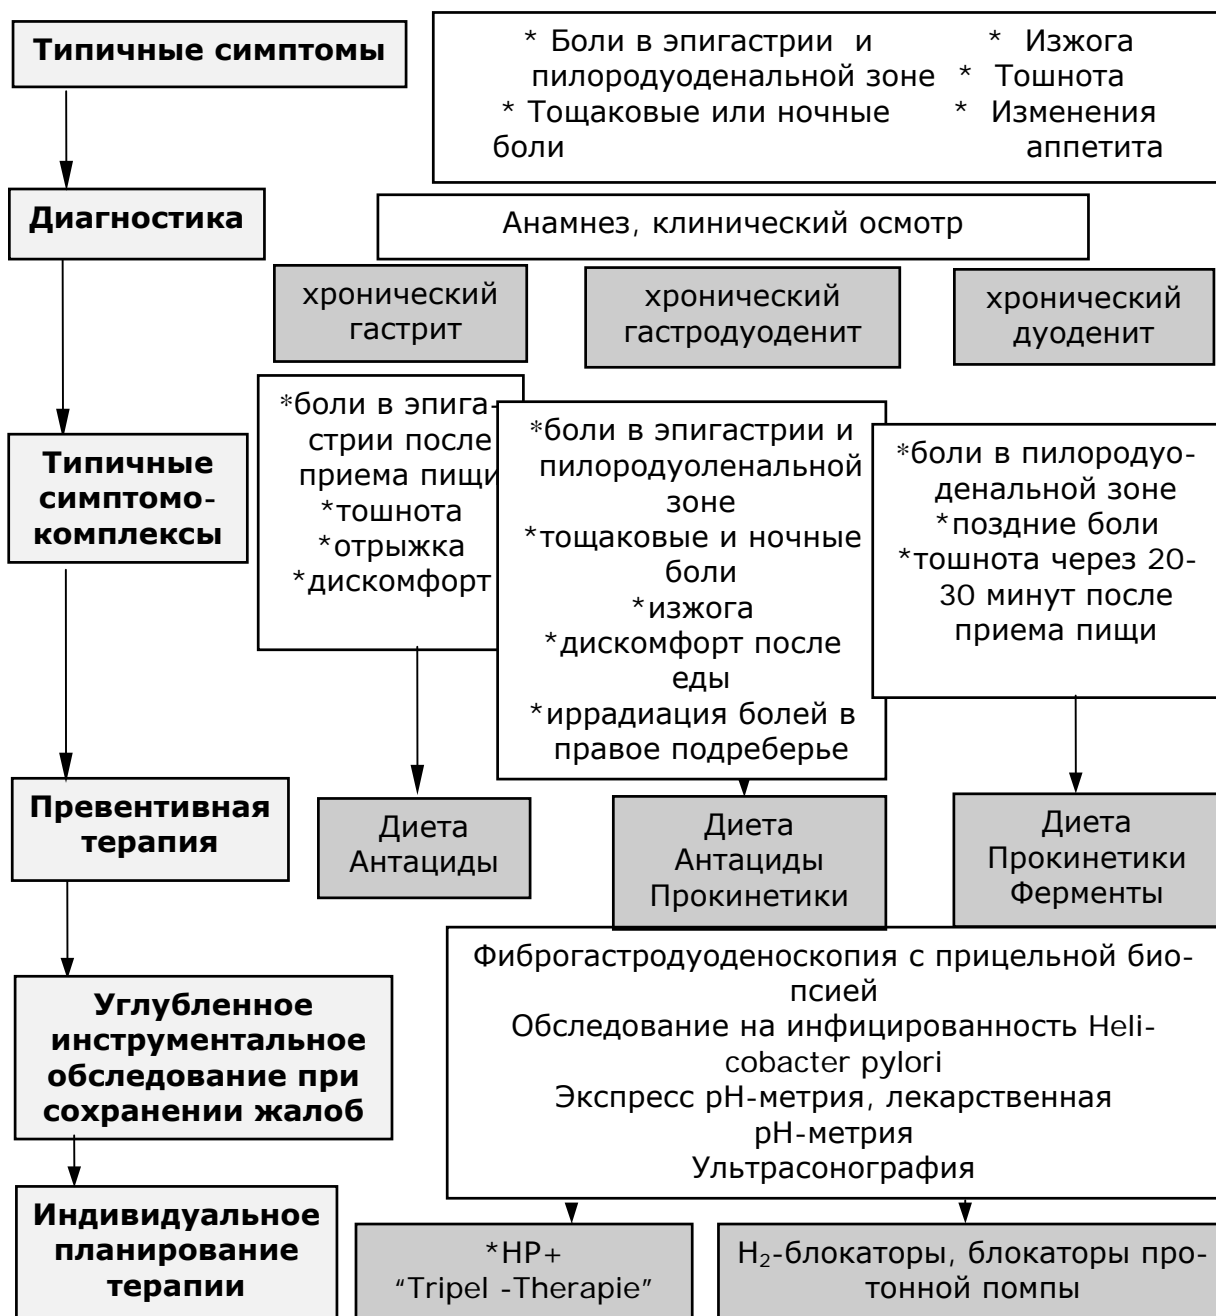 Типичные симптомы
* Боли в эпигастрии и
пилородуоденальной зоне
* Тощаковые или ночные
боли
* Изжога
* Тошнота
* Изменения
аппетита
Диагностика
Анамнез, клинический осмотр
хронический
гастрит
хронический
гастродуоденит
хронический
дуоденит
Типичные
симптомо-
комплексы
*боли в эпига-
стрии после
приема пищи
*тошнота
*отрыжка
*дискомфорт
*боли в эпигастрии и
пилородуоленальной
зоне
*тощаковые и ночные
боли
*изжога
*дискомфорт после
еды
*иррадиация болей в
правое подреберье
*боли в пилородуо-
денальной зоне
*поздние боли
*тошнота через 20-
30 минут после
приема пищи
Превентивная
терапия
Диета
Антациды
Диета
Антациды
Прокинетики
Диета
Прокинетики
Ферменты
Углубленное
инструментальное
обследование при
сохранении жалоб
Фиброгастродуоденоскопия с прицельной био-
псией
Обследование на инфицированность Heli-
cobacter pylori
Экспресс рН-метрия, лекарственная
рН-метрия
Ультрасонография
Индивидуальное
планирование
терапии
*НР+
“Tripel -Therapie”
Н₂-блокаторы, блокаторы про-
тонной помпы